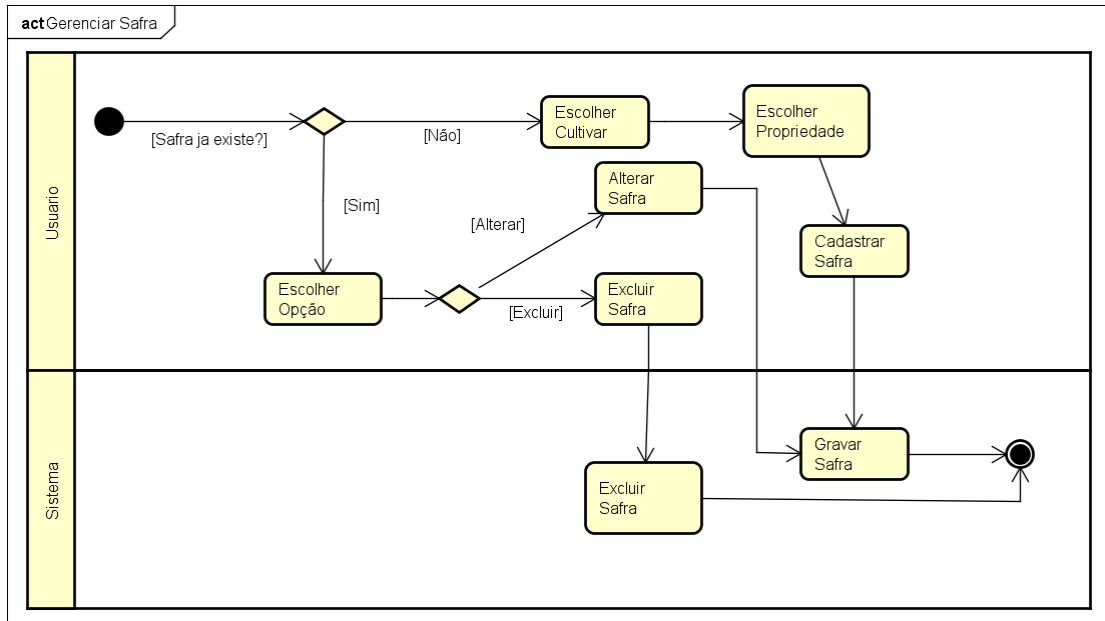 act Gerenciar Safra
Usuario
[Safra ja existe?]
[Não]
Escolher
Cultivar
Escolher
Propriedade
[Sim]
[Alterar]
Alterar
Safra
Cadastrar
Safra
Escolher
Opção
[Excluir]
Excluir
Safra
Sistema
Gravar
Safra
Excluir
Safra